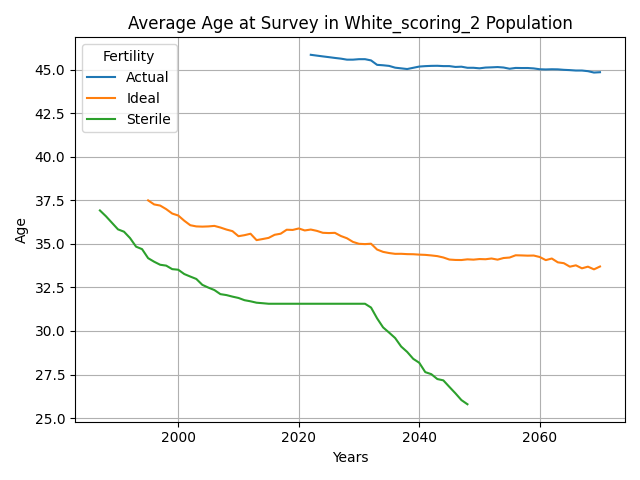 Average Age at Survey in White_scoring_2 Population
Fertility
Actual
Ideal
Sterile
45.0
42.5
40.0
37.5
35.0
32.5
30.0
27.5
25.0
Age
2000
2020
2040
2060
Years